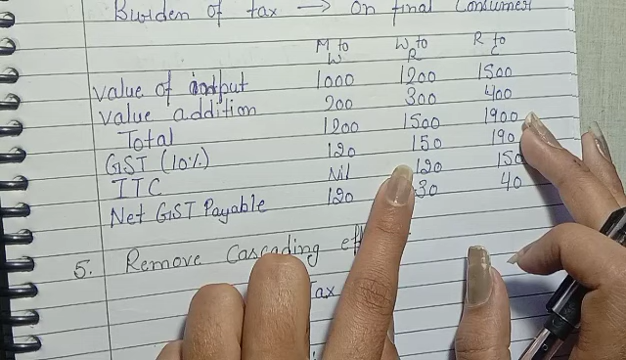 Burden of tax → on final Consumer
M to W to R to
W R
value of input 1000 1200 1500
value addition 200 300 400
Total 1200 1500 1900
GST (10%) 120 150 190
ITC Nil 120 150
Net GST Payable 120 30 40
5. Remove Cascading
Tax